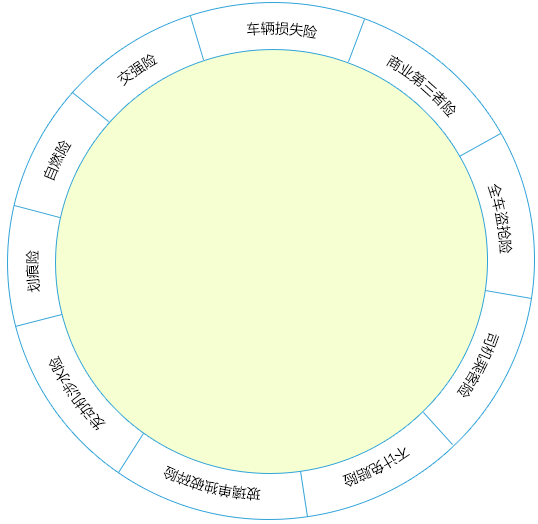 车辆损失险
商业第三者险
全车盗抢险
司机乘客险
不计免赔险
玻璃单独破碎险
发动机涉水险
划痕险
自燃险
交强险